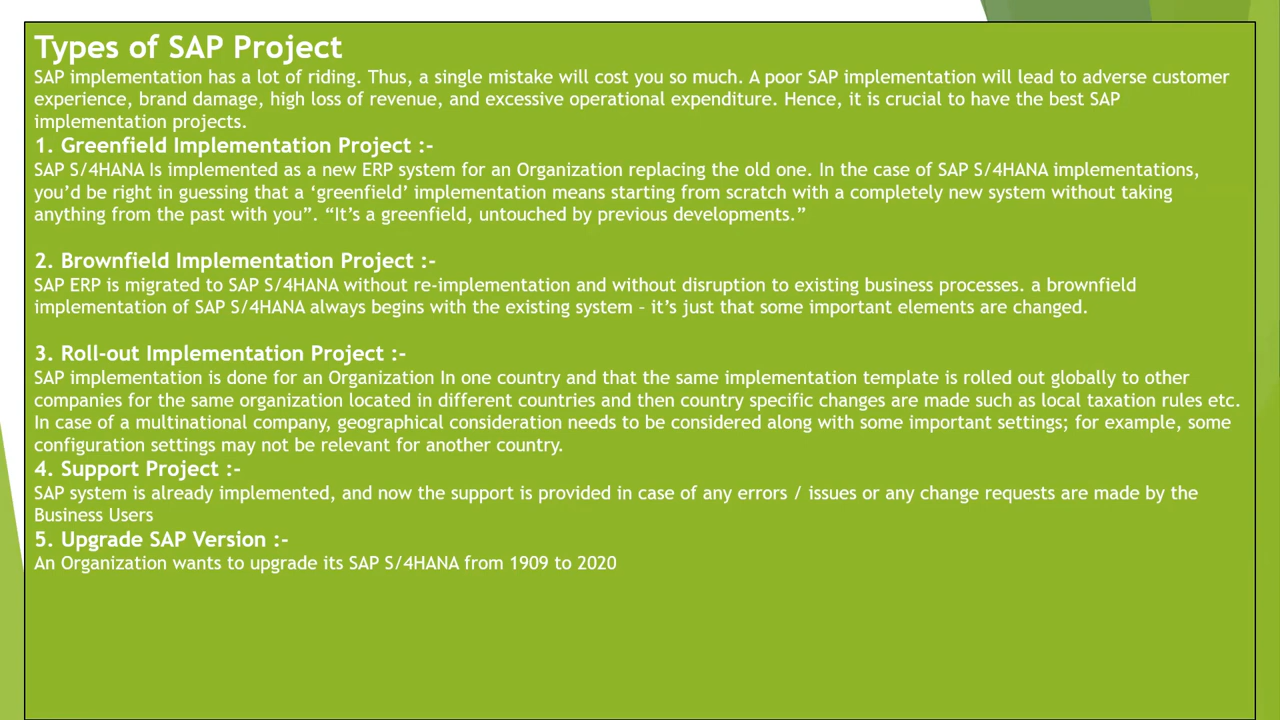 Types of SAP Project
SAP implementation has a lot of riding. Thus, a single mistake will cost you so much. A poor SAP implementation will lead to adverse customer
experience, brand damage, high loss of revenue, and excessive operational expenditure. Hence, it is crucial to have the best SAP
implementation projects.
1. Greenfield Implementation Project :-
SAP S/4HANA Is implemented as a new ERP system for an Organization replacing the old one. In the case of SAP S/4HANA implementations,
you’d be right in guessing that a ‘greenfield’ implementation means starting from scratch with a completely new system without taking
anything from the past with you”. “It’s a greenfield, untouched by previous developments.”
2. Brownfield Implementation Project :-
SAP ERP is migrated to SAP S/4HANA without re-implementation and without disruption to existing business processes. a brownfield
implementation of SAP S/4HANA always begins with the existing system – it’s just that some important elements are changed.
3. Roll-out Implementation Project :-
SAP implementation is done for an Organization In one country and that the same implementation template is rolled out globally to other
companies for the same organization located in different countries and then country specific changes are made such as local taxation rules etc.
In case of a multinational company, geographical consideration needs to be considered along with some important settings; for example, some
configuration settings may not be relevant for another country.
4. Support Project :-
SAP system is already implemented, and now the support is provided in case of any errors / issues or any change requests are made by the
Business Users
5. Upgrade SAP Version :-
An Organization wants to upgrade its SAP S/4HANA from 1909 to 2020